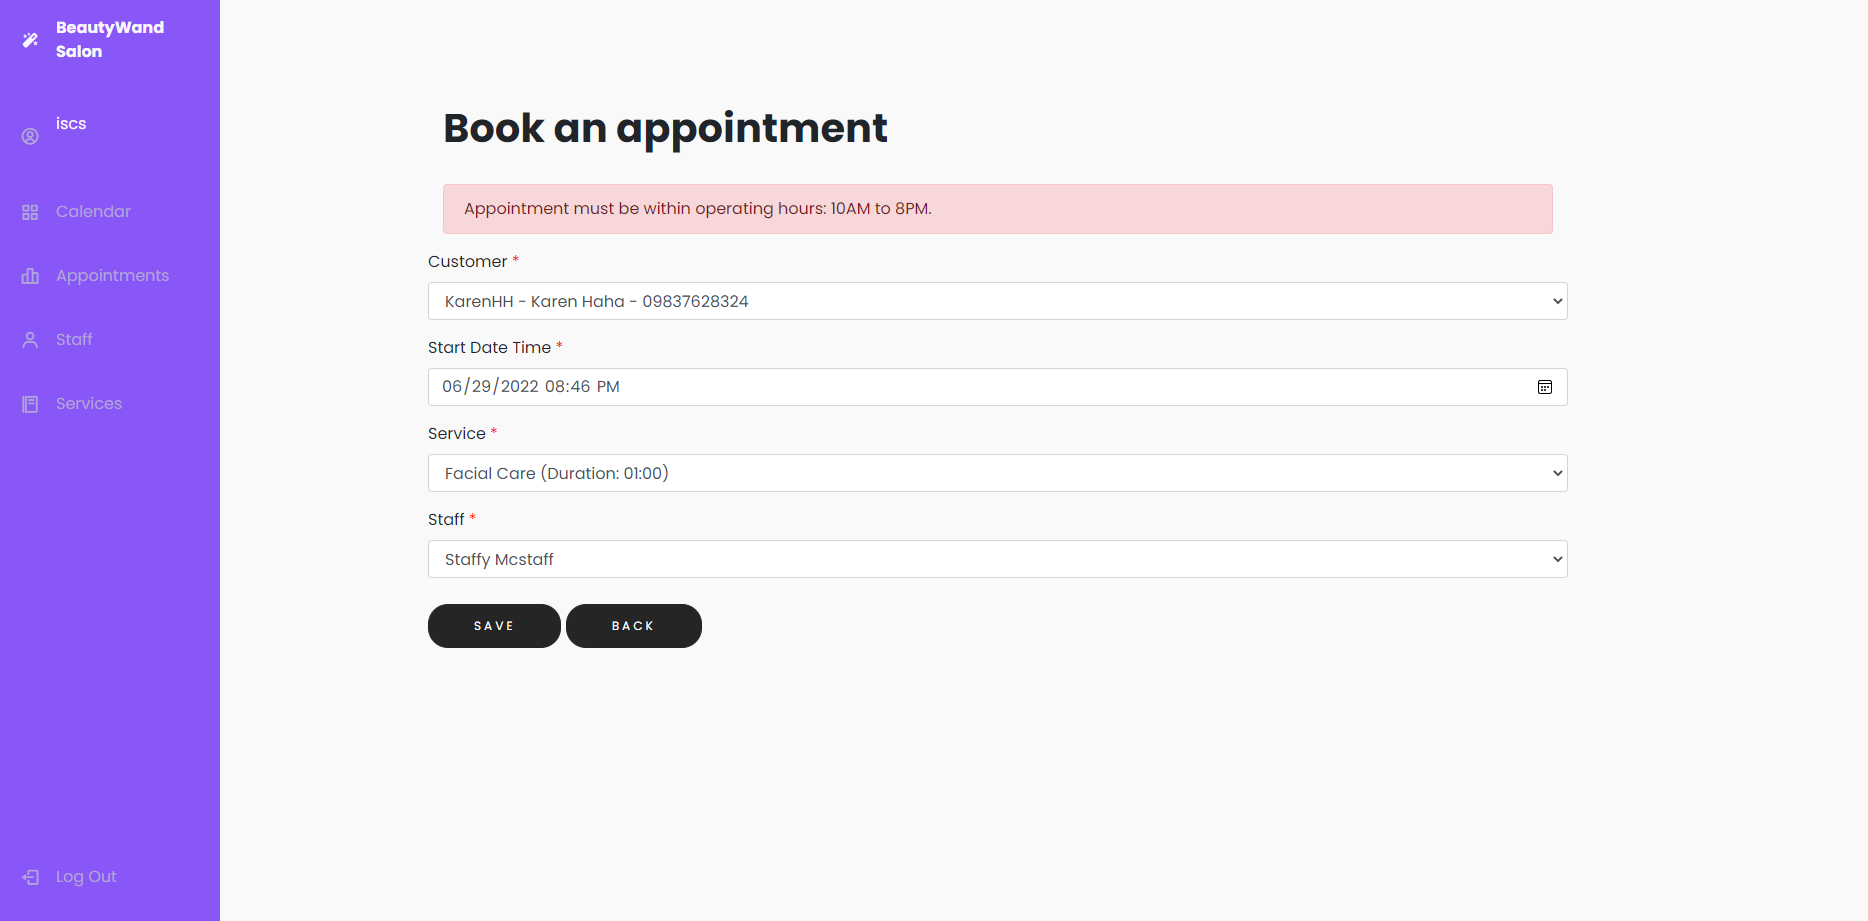 BeautyWand
Salon
iscs
Calendar
Appointments
Staff
Services
Log Out
Book an appointment
Appointment must be within operating hours: 10AM to 8PM.
Customer *
KarenHH - Karen Haha - 09837628324
Start Date Time *
06/29/2022 08:46 PM
Service *
Facial Care (Duration: 01:00)
Staff *
Staffy Mcstaff
SAVE BACK